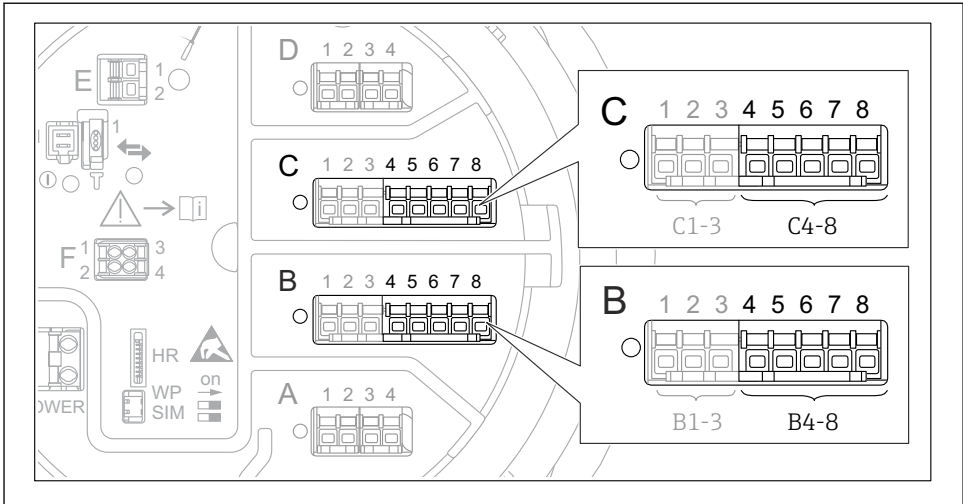 D 1 2 3 4
E 1
2
1
C 1 2 3 4 5 6 7 8
i
F 1 3
2 4
B 1 2 3 4 5 6 7 8
HR
WP on
SIM
OWER
A 1 2 3 4
C 1 2 3 4 5 6 7 8
C1-3 C4-8
B 1 2 3 4 5 6 7 8
B1-3 B4-8